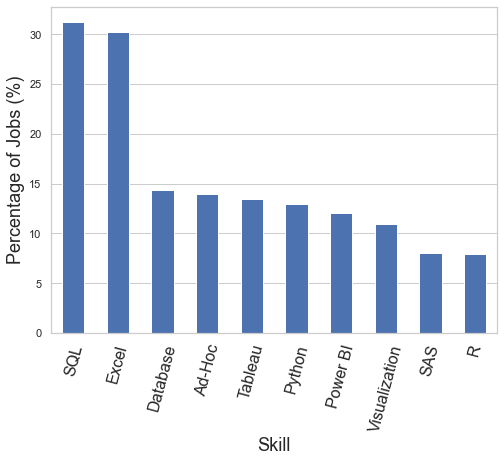 Percentage of Jobs (%)
30
25
20
15
10
5
0
SQL
Excel
Database
Ad-Hoc
Tableau
Python
Power BI
Visualization
SAS
R
Skill